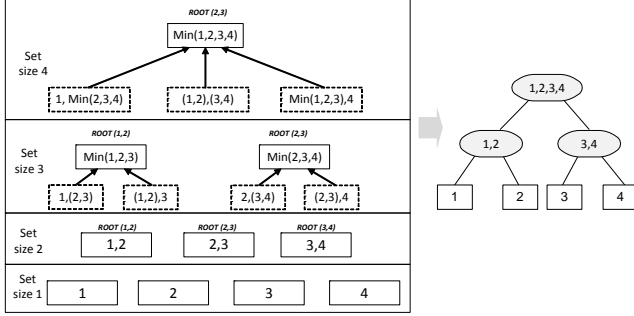 ROOT (2,3)
Min(1,2,3,4)
Set
size 4
1, Min(2,3,4)
(1,2),(3,4)
Min(1,2,3),4
ROOT (1,2)
ROOT (2,3)
Set
size 3
Min(1,2,3)
Min(2,3,4)
1,(2,3)
(1,2),3
2,(3,4)
(2,3),4
ROOT (1,2)
ROOT (2,3)
ROOT (3,4)
Set
size 2
1,2
2,3
3,4
Set
size 1
1
2
3
4
1,2,3,4
1,2
3,4
1
2
3
4